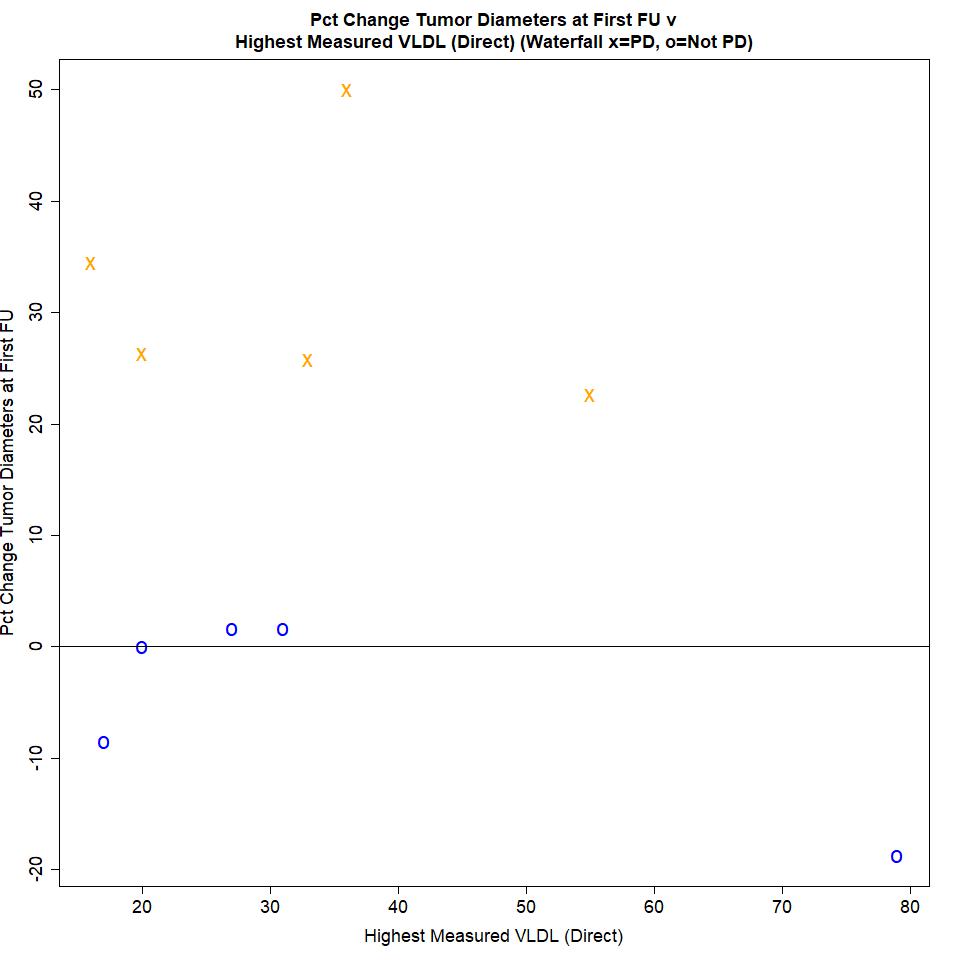 Pct Change Tumor Diameters at First FU v
Highest Measured VLDL (Direct) (Waterfall x=PD, o=Not PD)
Pct Change Tumor Diameters at First FU
50
40
30
20
10
0
-10
-20
X
X
X
X
X
O
O
O
O
O
20 30 40 50 60 70 80
Highest Measured VLDL (Direct)